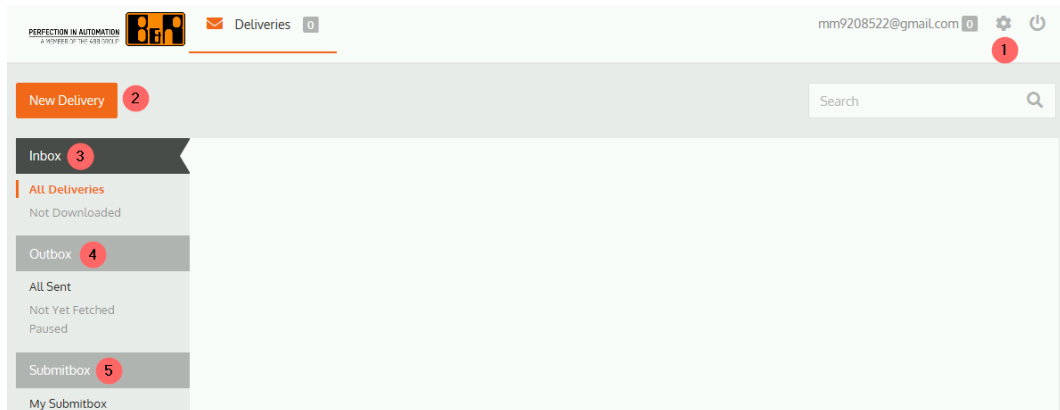 PERFECTION IN AUTOMATION
A MEMBER OF THE ABB GROUP
B&R
Deliveries 0
mm9208522@gmail.com 0
1
New Delivery 2
Search
Inbox 3
All Deliveries
Not Downloaded
Outbox 4
All Sent
Not Yet Fetched
Paused
Submitbox 5
My Submitbox